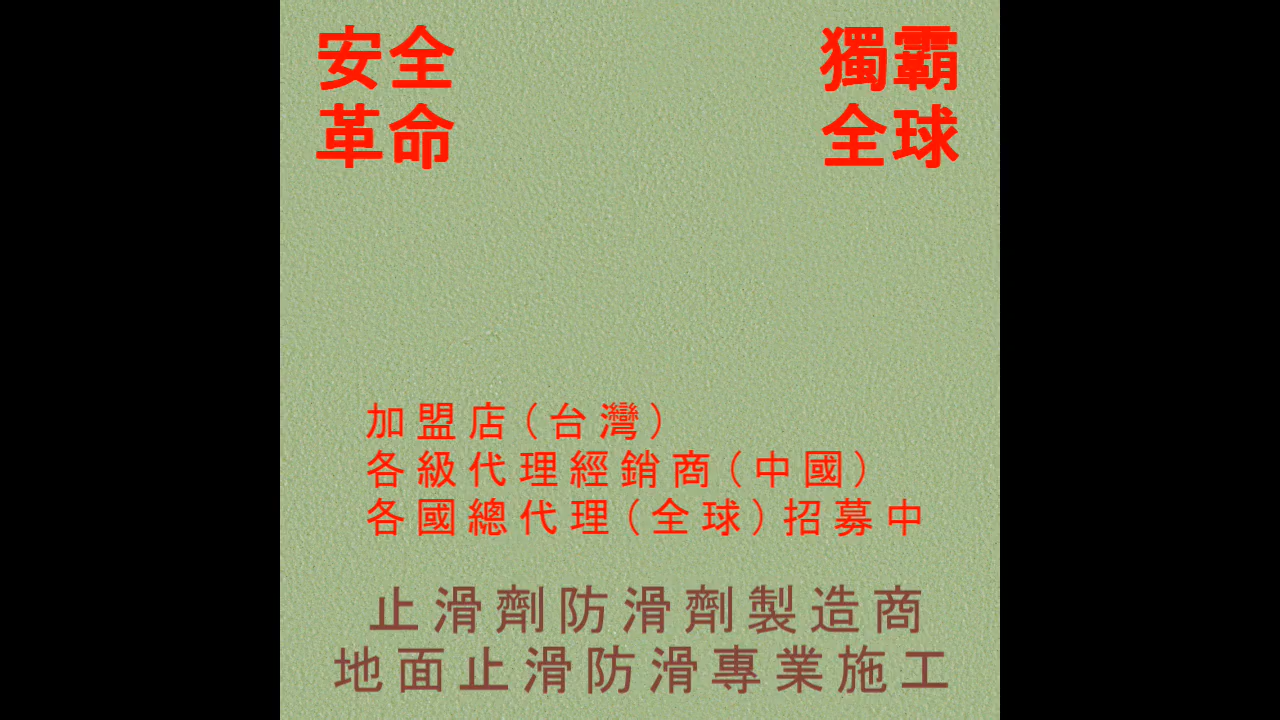 安全
革命
獨霸
全球
加盟店(台灣)
各級代理經銷商(中國)
各國總代理(全球)招募中
止滑劑防滑劑製造商
地面止滑防滑專業施工